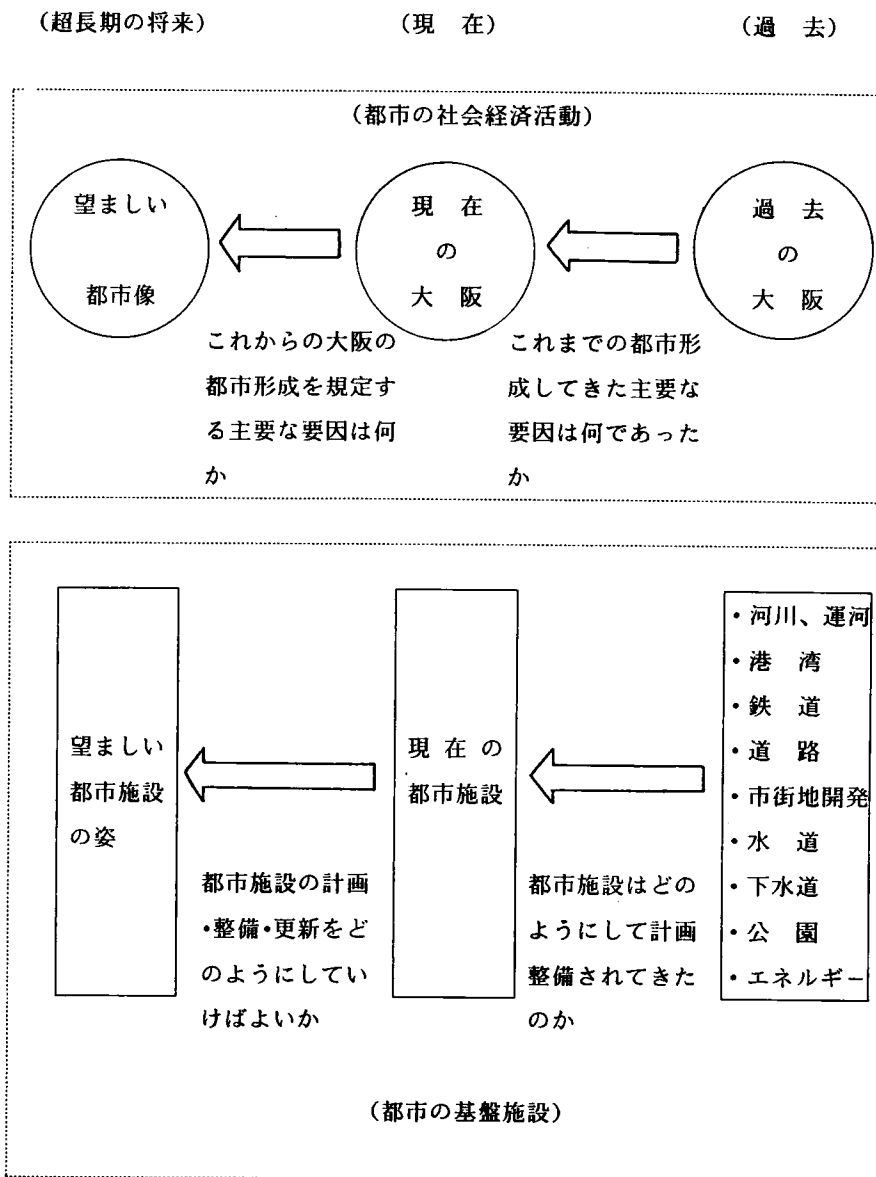 (超長期の将来)
(現　在)
(過　去)
(都市の社会経済活動)
望ましい
都市像
現　在
の
大　阪
過　去
の
大　阪
これからの大阪の
都市形成を規定す
る主要な要因は何
か
これまでの都市形
成してきた主要な
要因は何であった
か
望ましい
都市施設
の姿
現 在 の
都市施設
・河川、運河
・港　湾
・鉄　道
・道　路
・市街地開発
・水　道
・下水道
・公　園
・エネルギー
都市施設の計画
・整備・更新をど
のようにしてい
けばよいか
都市施設はどの
ようにして計画
整備されてきた
のか
(都市の基盤施設)